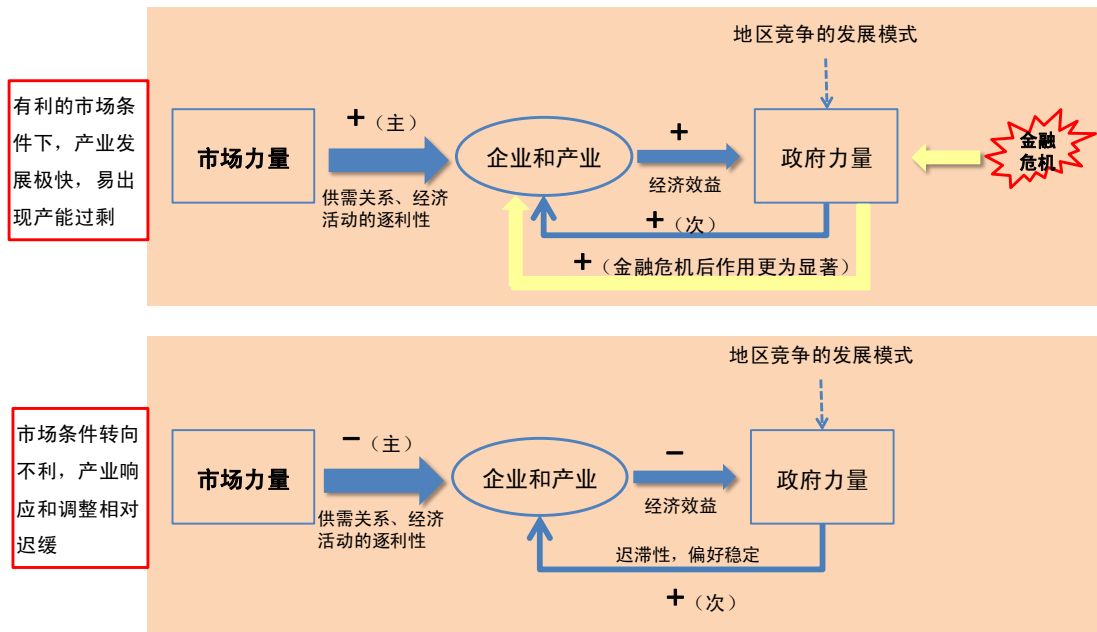 地区竞争的发展模式
有利的市场条
件下，产业发
展极快，易出
现产能过剩
市场力量
+（主）
供需关系、经济
活动的逐利性
企业和产业
+
经济效益
政府力量
金融
危机
+（次）
+（金融危机后作用更为显著）
地区竞争的发展模式
市场条件转向
不利，产业响
应和调整相对
迟缓
市场力量
−（主）
供需关系、经济
活动的逐利性
企业和产业
−
经济效益
政府力量
迟滞性，偏好稳定
+（次）